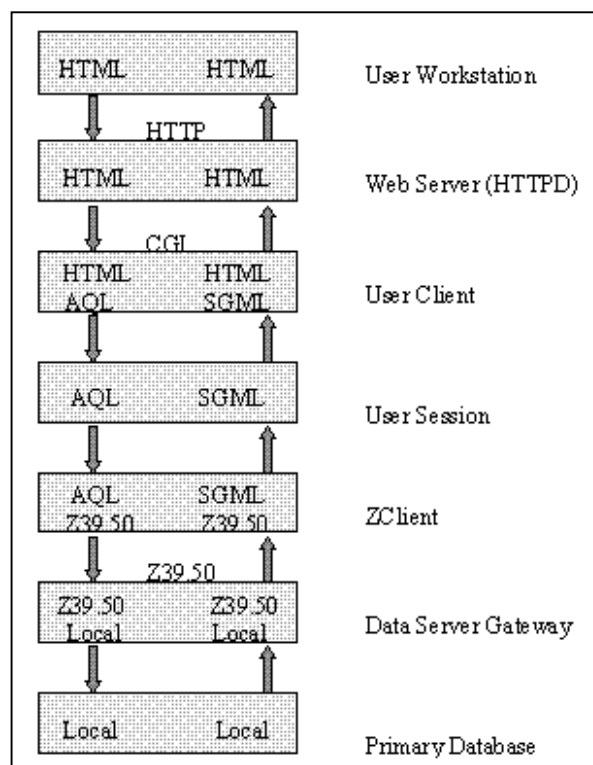 HTML HTML
User Workstation
HTTP
HTML HTML
Web Server (HTTPD)
CGI
HTML HTML
AQL SGML
User Client
AQL SGML
User Session
AQL SGML
Z39.50 Z39.50
ZClient
Z39.50
Z39.50 Z39.50
Local Local
Data Server Gateway
Local Local
Primary Database